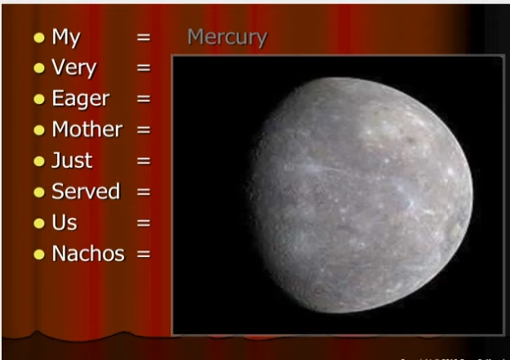 My = Mercury
Very =
Eager =
Mother =
Just =
Served =
Us =
Nachos =